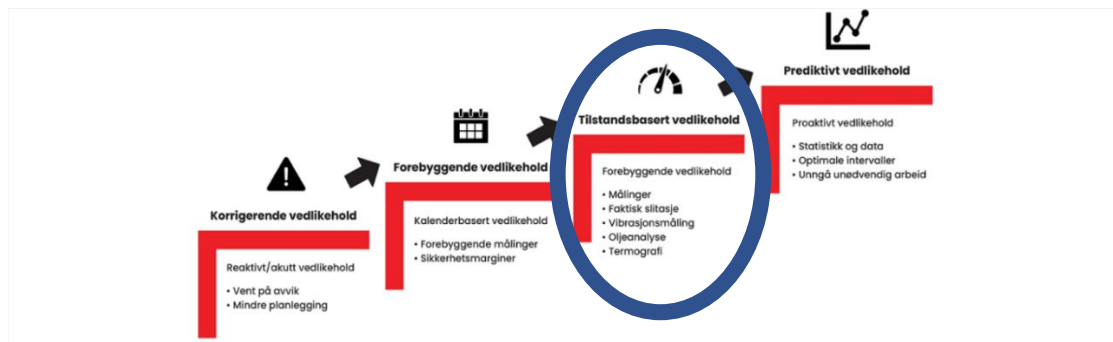 Korrigerende vedlikehold
Reaktivt/akutt vedlikehold
• Vent på avvik
• Mindre planlegging
Forebyggende vedlikehold
Kalenderbasert vedlikehold
• Forebyggende målinger
• Sikkerhetsmarginer
Tilstandsbasert vedlikehold
Forebyggende vedlikehold
• Målinger
• Faktisk slitasje
• Vibrasjonsmåling
• Oljeanalyse
• Termografi
Prediktivt vedlikehold
Proaktivt vedlikehold
• Statistikk og data
• Optimale intervaller
• Unngå unødvendig arbeid